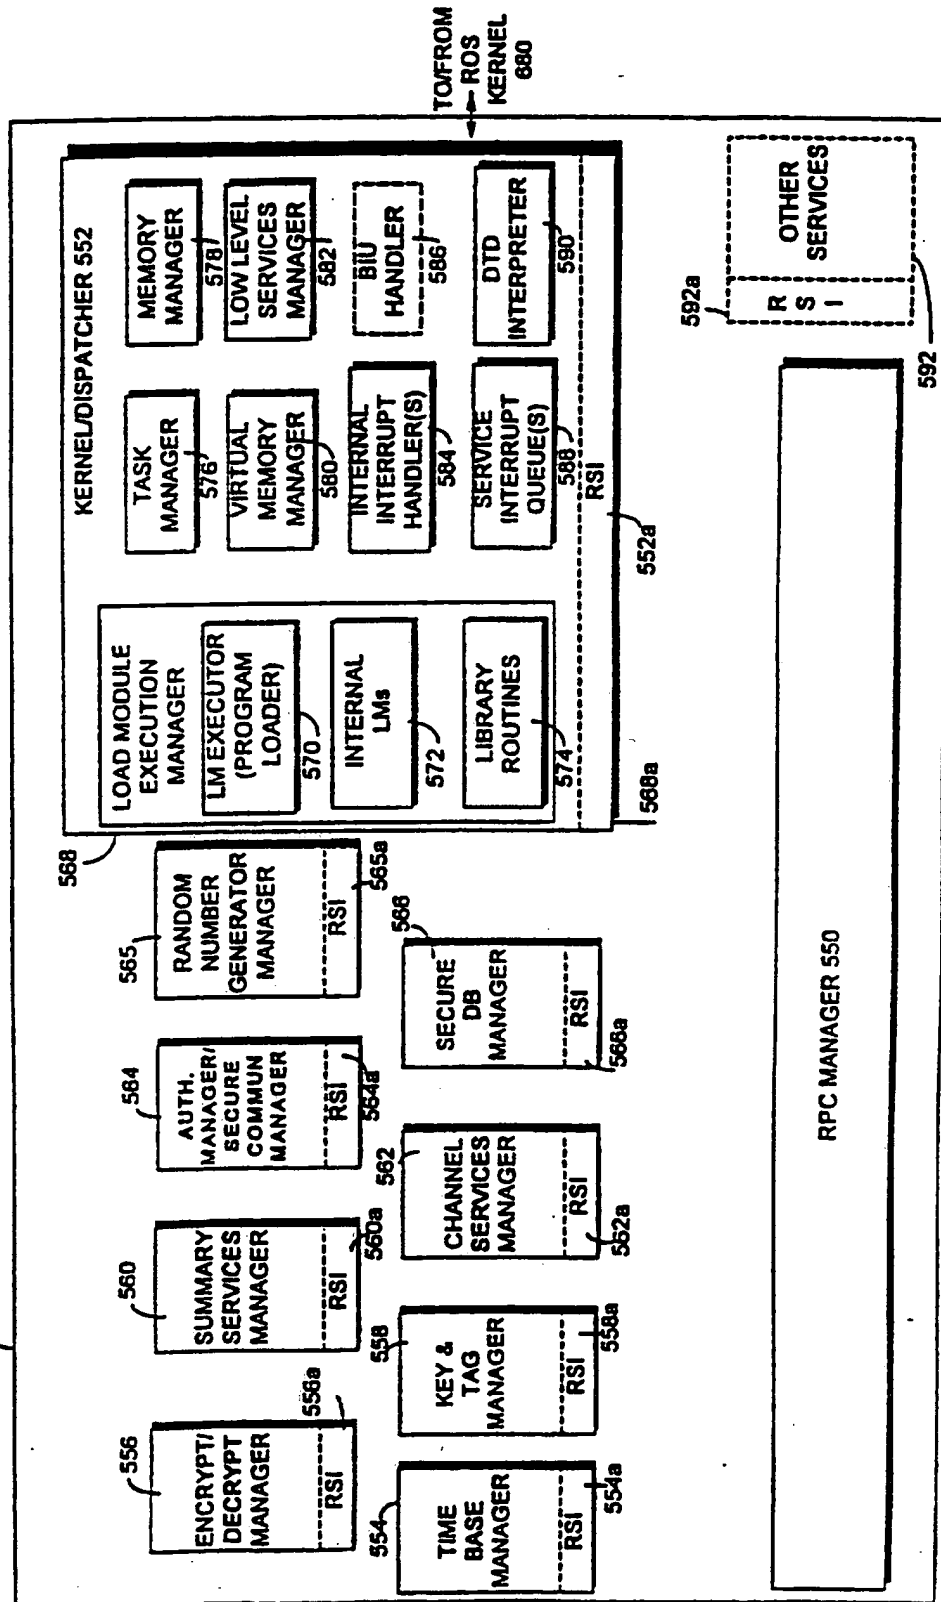 KERNEL/DISPATCHER 552
LOAD MODULE
EXECUTION
MANAGER
LM EXECUTOR
(PROGRAM
LOADER)
570
INTERNAL
LMs
572
LIBRARY
ROUTINES
574
568
568a
TASK
MANAGER
576
MEMORY
MANAGER
578
VIRTUAL
MEMORY
MANAGER
580
LOW LEVEL
SERVICES
MANAGER
582
INTERNAL
INTERRUPT
HANDLER(S)
584
BIU
HANDLER
586
SERVICE
INTERRUPT
QUEUE(S)
588
DTD
INTERPRETER
590
RSI
552a
TO/FROM
ROS
KERNEL
680
556
ENCRYPT/
DECRYPT
MANAGER
RSI
556a
560
SUMMARY
SERVICES
MANAGER
RSI
560a
564
AUTH.
MANAGER/
SECURE
COMMUN
MANAGER
RSI
564a
565
RANDOM
NUMBER
GENERATOR
MANAGER
RSI
565a
554
TIME
BASE
MANAGER
RSI
554a
558
KEY &
TAG
MANAGER
RSI
558a
562
CHANNEL
SERVICES
MANAGER
RSI
562a
566
SECURE
DB
MANAGER
RSI
566a
592a
R
S
I
OTHER
SERVICES
592
RPC MANAGER 550